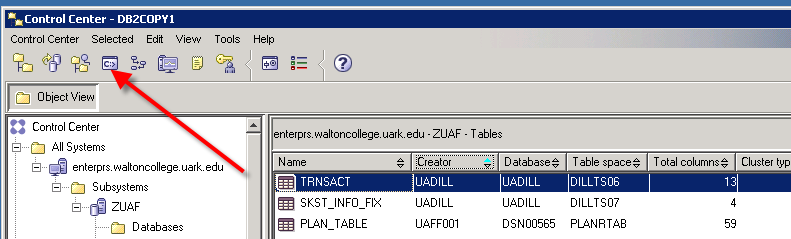 Control Center - DB2COPY1
Control Center Selected Edit View Tools Help
C:>
Object View
Control Center
All Systems
enterprs.waltoncollege.uark.edu
Subsystems
ZUAF
Databases
enterprs.waltoncollege.uark.edu - ZUAF - Tables
Name Creator Database Table space Total columns Cluster typ
TRNSACT UADILL UADILL DILLTS06 13
SKST_INFO_FIX UADILL UADILL DILLTS07 4
PLAN_TABLE UAFF001 DSN00565 PLANRTAB 59